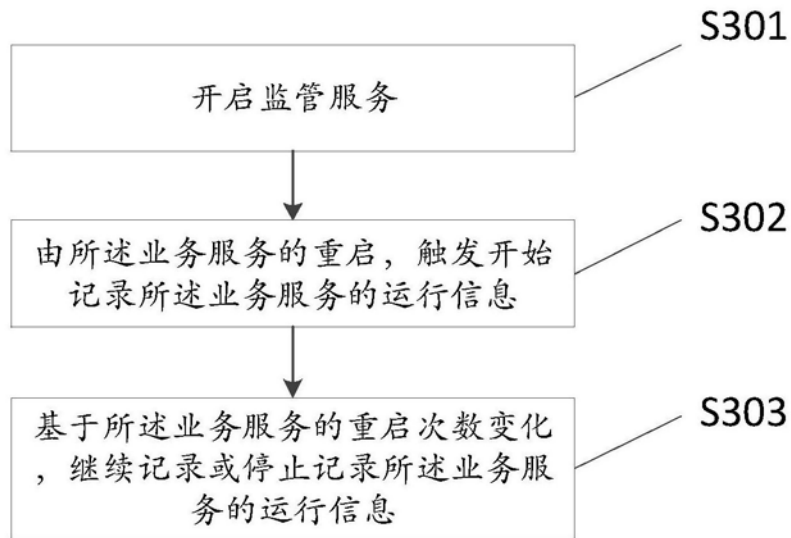 S301
开启监管服务
S302
由所述业务服务的重启，触发开始
记录所述业务服务的运行信息
S303
基于所述业务服务的重启次数变化
，继续记录或停止记录所述业务服
务的运行信息